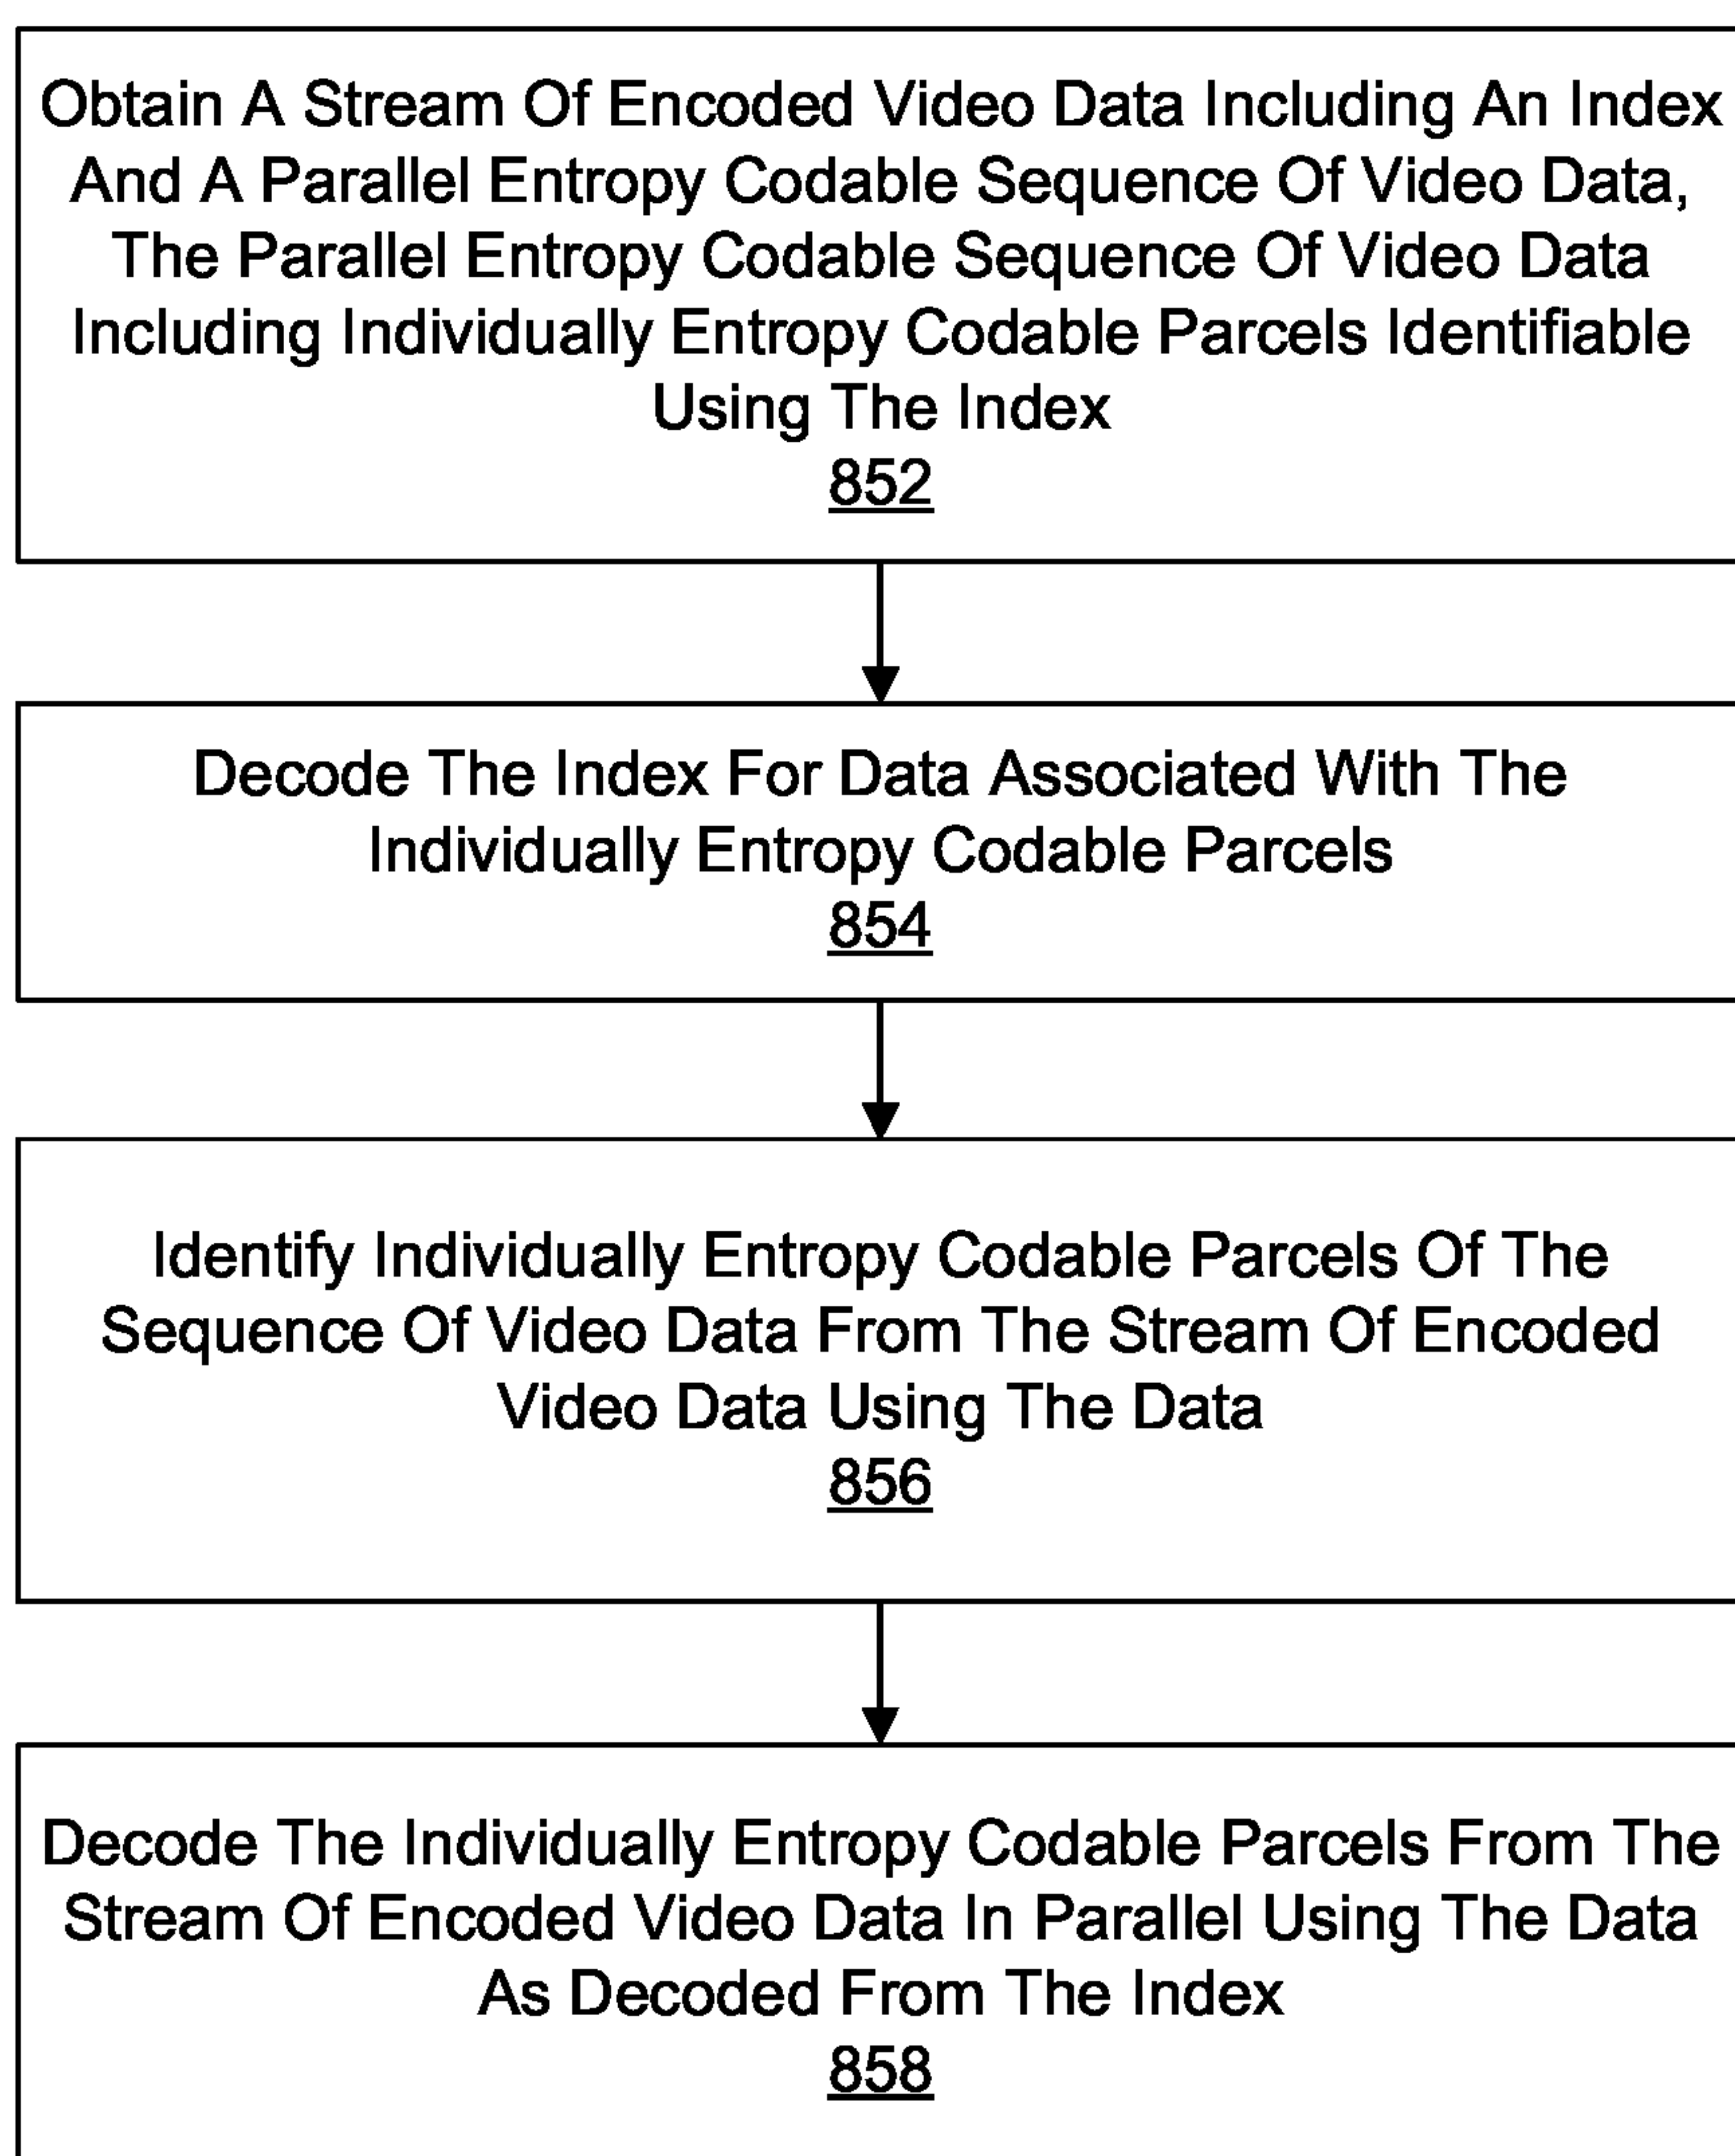 Obtain A Stream Of Encoded Video Data Including An Index
And A Parallel Entropy Codable Sequence Of Video Data,
The Parallel Entropy Codable Sequence Of Video Data
Including Individually Entropy Codable Parcels Identifiable
Using The Index
852
Decode The Index For Data Associated With The
Individually Entropy Codable Parcels
854
Identify Individually Entropy Codable Parcels Of The
Sequence Of Video Data From The Stream Of Encoded
Video Data Using The Data
856
Decode The Individually Entropy Codable Parcels From The
Stream Of Encoded Video Data In Parallel Using The Data
As Decoded From The Index
858